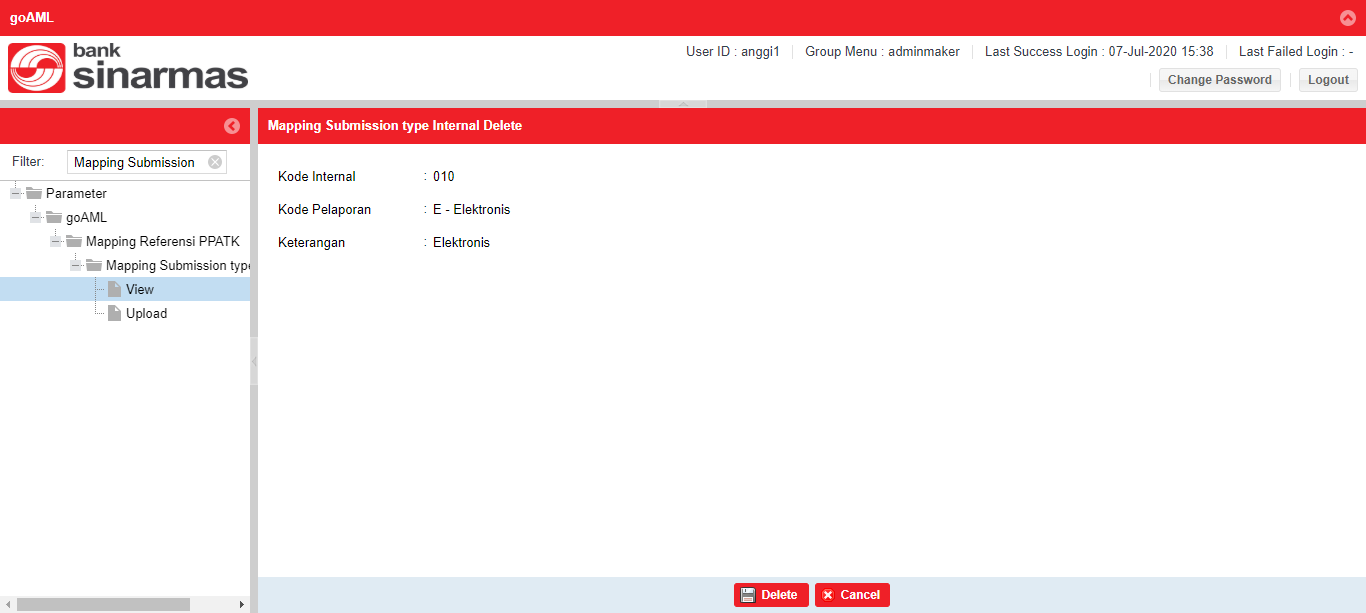 goAML
bank
sinarmas
User ID : anggi1 Group Menu : adminmaker Last Success Login : 07-Jul-2020 15:38 Last Failed Login : -
Change Password Logout
Mapping Submission type Internal Delete
Filter: Mapping Submission
Parameter
goAML
Mapping Referensi PPATK
Mapping Submission type
View
Upload
Kode Internal : 010
Kode Pelaporan : E - Elektronis
Keterangan : Elektronis
Delete Cancel